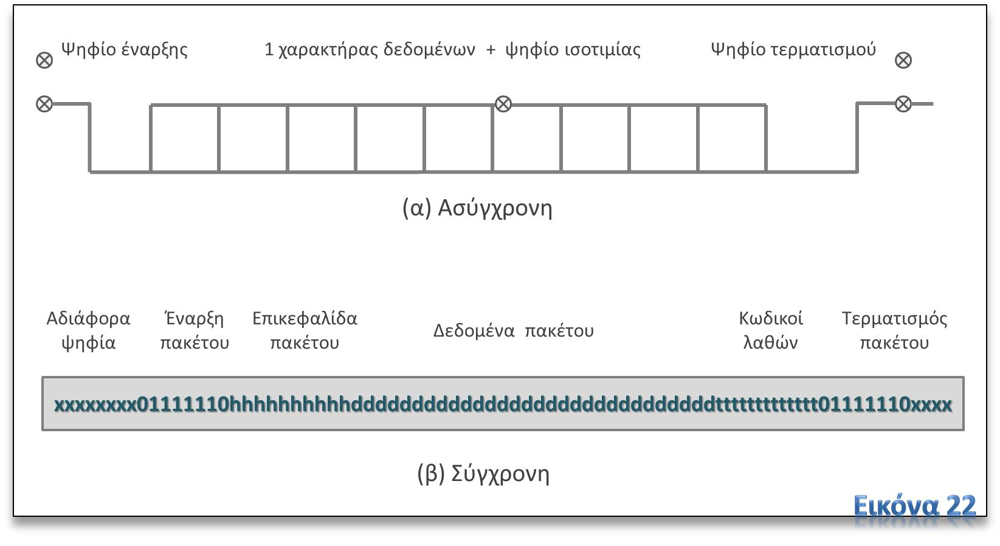 Ψηφίο έναρξης 1 χαρακτήρας δεδομένων + ψηφίο ισοτιμίας Ψηφίο τερματισμού
(α) Ασύγχρονη
Αδιάφορα ψηφία
Έναρξη πακέτου
Επικεφαλίδα πακέτου
Δεδομένα πακέτου
Κωδικοί λαθών
Τερματισμός πακέτου
xxxxxxxx01111110hhhhhhhhhhddddddddddddddddddddddddddddddttttttttttttt01111110xxxx
(β) Σύγχρονη
Εικόνα 22